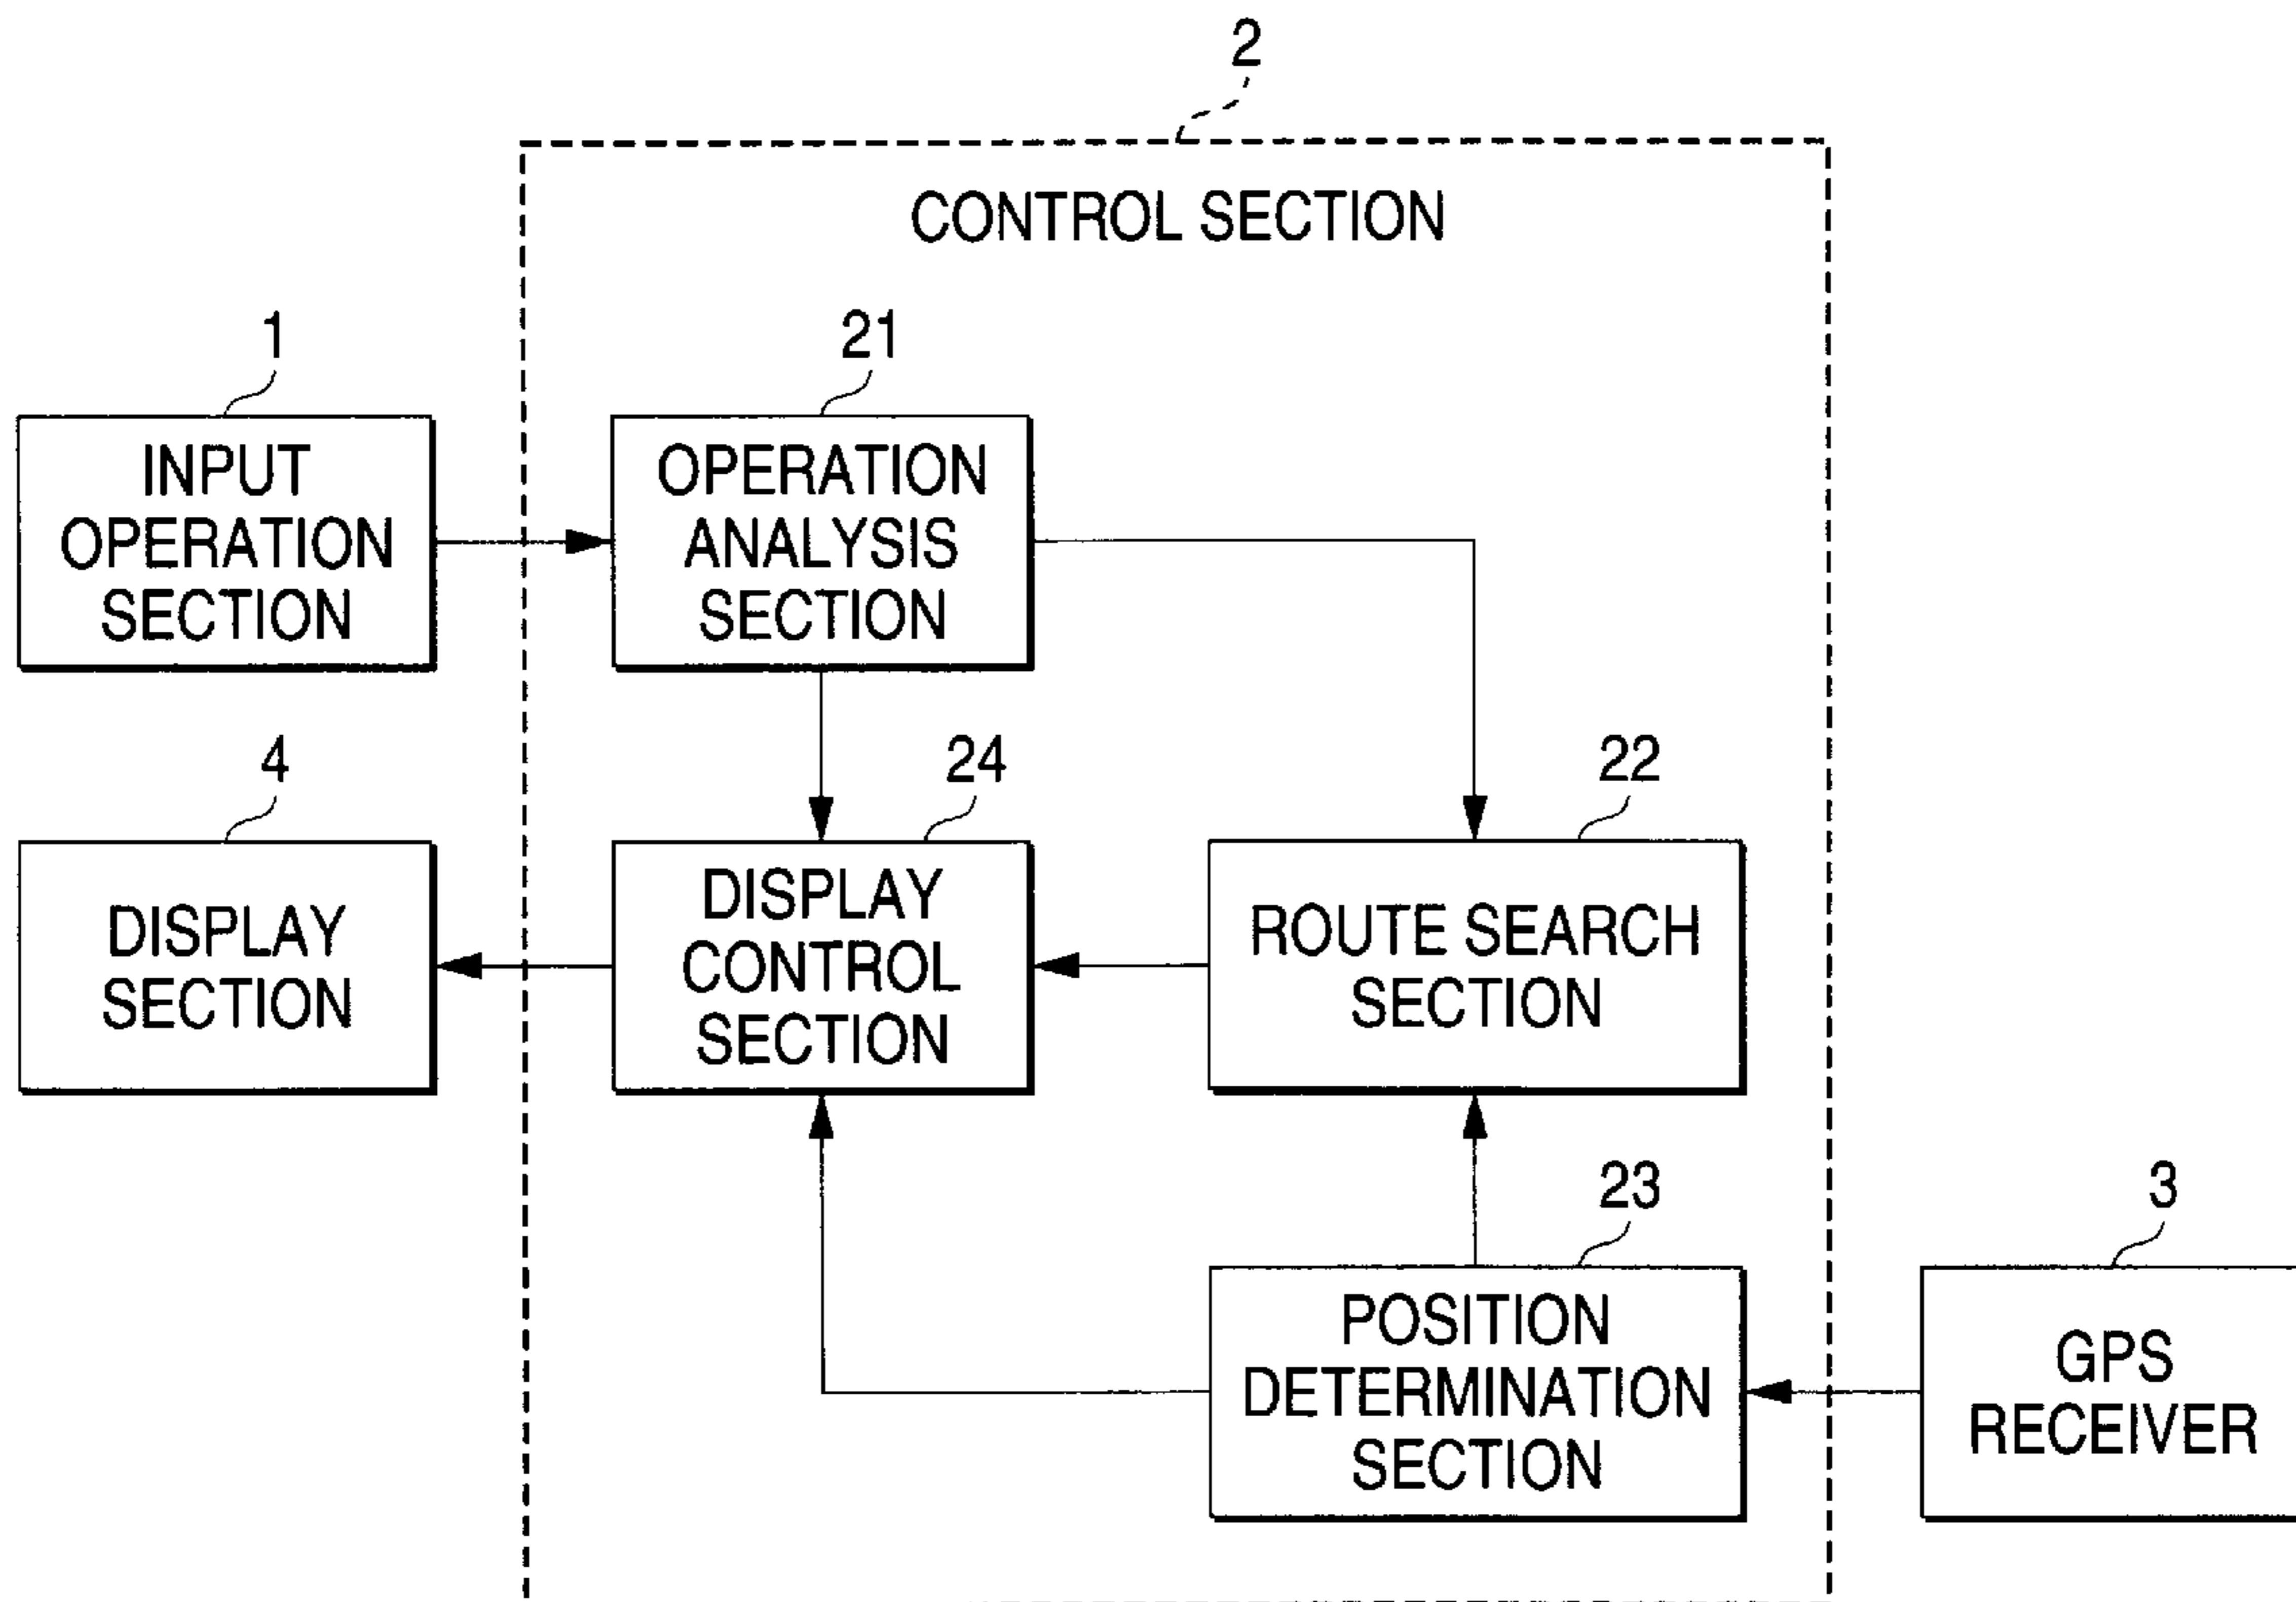 2
CONTROL SECTION
1
INPUT
OPERATION
SECTION
21
OPERATION
ANALYSIS
SECTION
4
DISPLAY
SECTION
24
DISPLAY
CONTROL
SECTION
22
ROUTE SEARCH
SECTION
23
POSITION
DETERMINATION
SECTION
3
GPS
RECEIVER